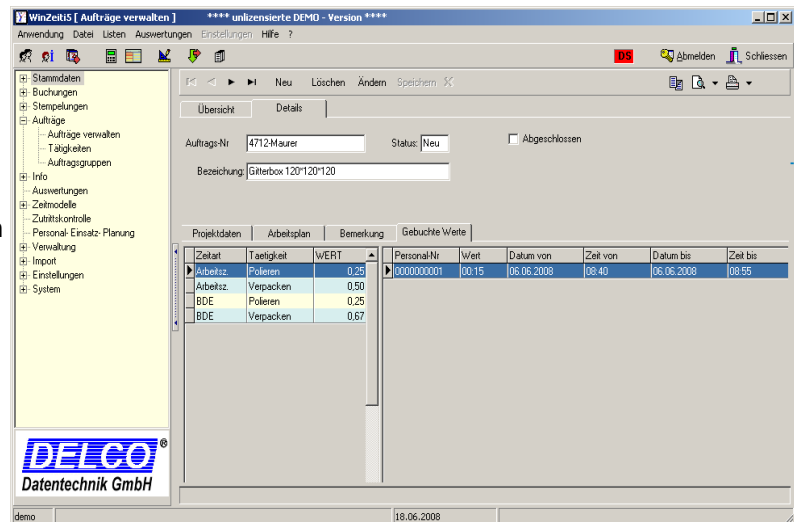 WinZeiti5 [ Aufträge verwalten ] **** unlizensierte DEMO - Version ****
Anwendung Datei Listen Auswertungen Einstellungen Hilfe ?
DS Abmelden Schliessen
Stammdaten
Buchungen
Stempelungen
Aufträge
Aufträge verwalten
Tätigkeiten
Auftragsgruppen
Info
Auswertungen
Zeitmodelle
Zutrittskontrolle
Personal- Einsatz- Planung
Verwaltung
Import
Einstellungen
System
DELCO®
Datentechnik GmbH
Neu Löschen Ändern Speichern
Übersicht Details
Auftrags-Nr 4712-Maurer Status: Neu Abgeschlossen
Bezeichung: Gitterbox 120*120*120
Projektdaten Arbeitsplan Bemerkung Gebuchte Werte
Zeitart Taetigkeit WERT
Arbeitsz. Polieren 0,25
Arbeitsz. Verpacken 0,50
BDE Polieren 0,25
BDE Verpacken 0,67
Personal-Nr Wert Datum von Zeit von Datum bis Zeit bis
0000000001 00:15 06.06.2008 08:40 06.06.2008 08:55
demo 18.06.2008